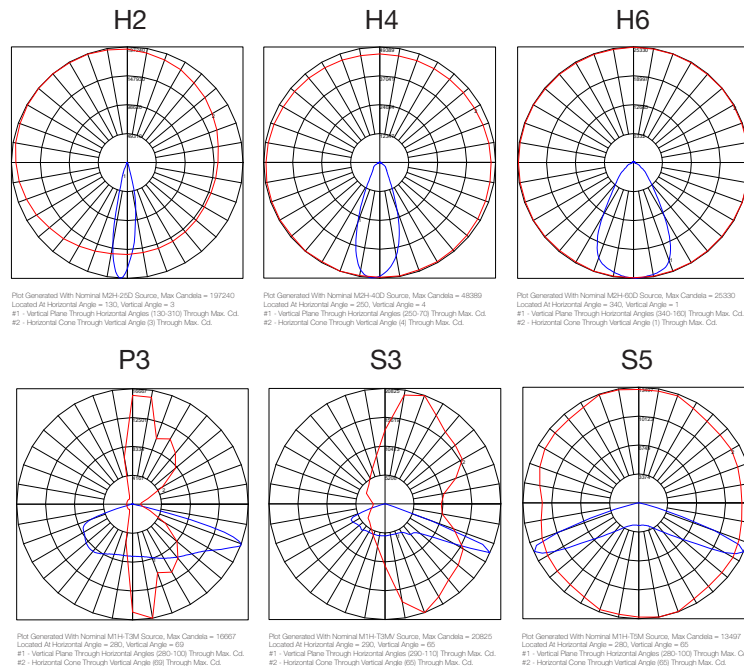 H2
H4
H6
Plot Generated With Nominal M2H-25D Source, Max Candela = 197240
Located At Horizontal Angle = 130, Vertical Angle = 3
#1 - Vertical Plane Through Horizontal Angles (130-310) Through Max. Cd.
#2 - Horizontal Cone Through Vertical Angle (3) Through Max. Cd.
Plot Generated With Nominal M2H-40D Source, Max Candela = 48389
Located At Horizontal Angle = 250, Vertical Angle = 4
#1 - Vertical Plane Through Horizontal Angles (250-70) Through Max. Cd.
#2 - Horizontal Cone Through Vertical Angle (4) Through Max. Cd.
Plot Generated With Nominal M2H-60D Source, Max Candela = 25330
Located At Horizontal Angle = 340, Vertical Angle = 1
#1 - Vertical Plane Through Horizontal Angles (340-160) Through Max. Cd.
#2 - Horizontal Cone Through Vertical Angle (1) Through Max. Cd.
P3
S3
S5
16667
4167
20825
Plot Generated With Nominal M1H-T3M Source, Max Candela = 16667
Located At Horizontal Angle = 280, Vertical Angle = 69
#1 - Vertical Plane Through Horizontal Angles (280-100) Through Max. Cd.
#2 - Horizontal Cone Through Vertical Angle (69) Through Max. Cd.
Plot Generated With Nominal M1H-T3MV Source, Max Candela = 20825
Located At Horizontal Angle = 290, Vertical Angle = 65
#1 - Vertical Plane Through Horizontal Angles (290-110) Through Max. Cd.
#2 - Horizontal Cone Through Vertical Angle (65) Through Max. Cd.
Plot Generated With Nominal M1H-T5M Source, Max Candela = 13497
Located At Horizontal Angle = 280, Vertical Angle = 65
#1 - Vertical Plane Through Horizontal Angles (280-100) Through Max. Cd.
#2 - Horizontal Cone Through Vertical Angle (65) Through Max. Cd.